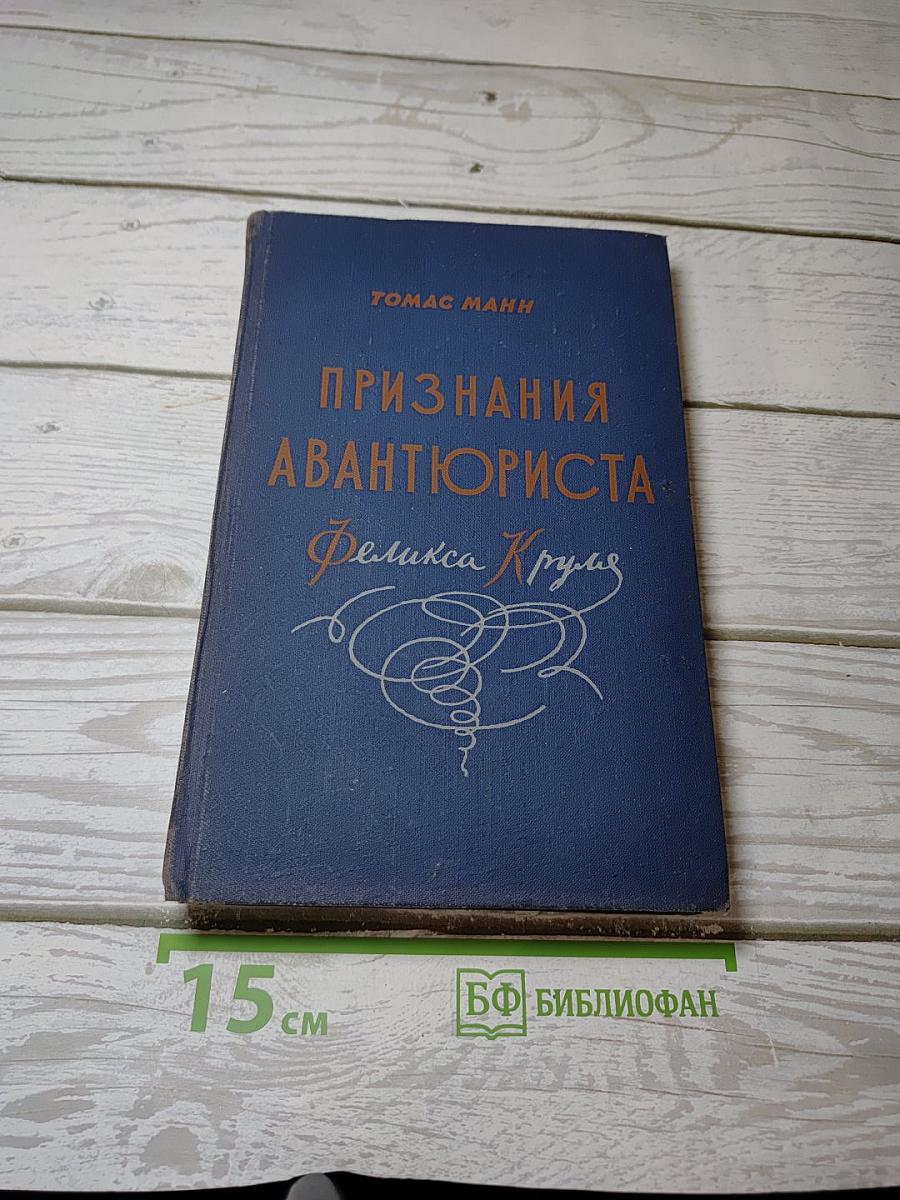 ТОМАС МАНН
ПРИЗНАНИЯ
АВАНТЮРИСТА
Феликса Круля
15 см
БФ БИБЛИОФАН